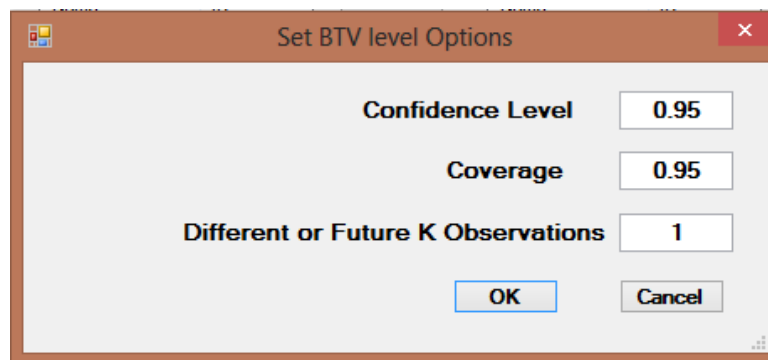 Set BTV level Options
Confidence Level 0.95
Coverage 0.95
Different or Future K Observations 1
OK Cancel